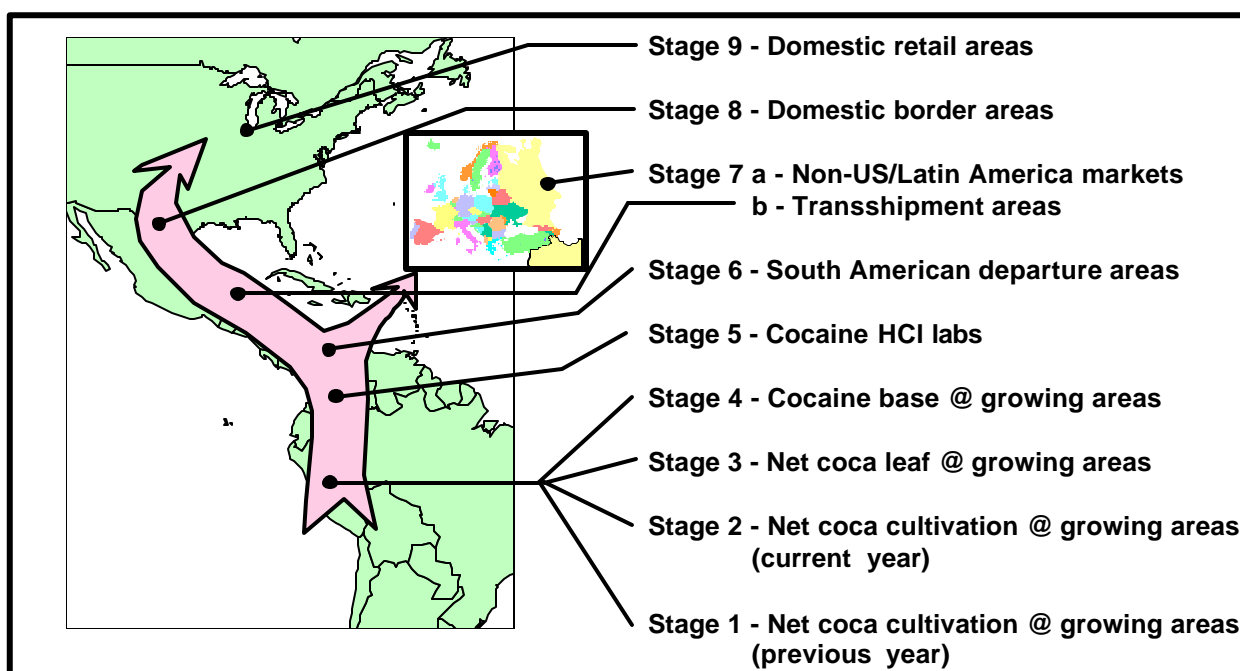 Stage 9 - Domestic retail areas
Stage 8 - Domestic border areas
Stage 7 a - Non-US/Latin America markets
b - Transshipment areas
Stage 6 - South American departure areas
Stage 5 - Cocaine HCl labs
Stage 4 - Cocaine base @ growing areas
Stage 3 - Net coca leaf @ growing areas
Stage 2 - Net coca cultivation @ growing areas
(current year)
Stage 1 - Net coca cultivation @ growing areas
(previous year)